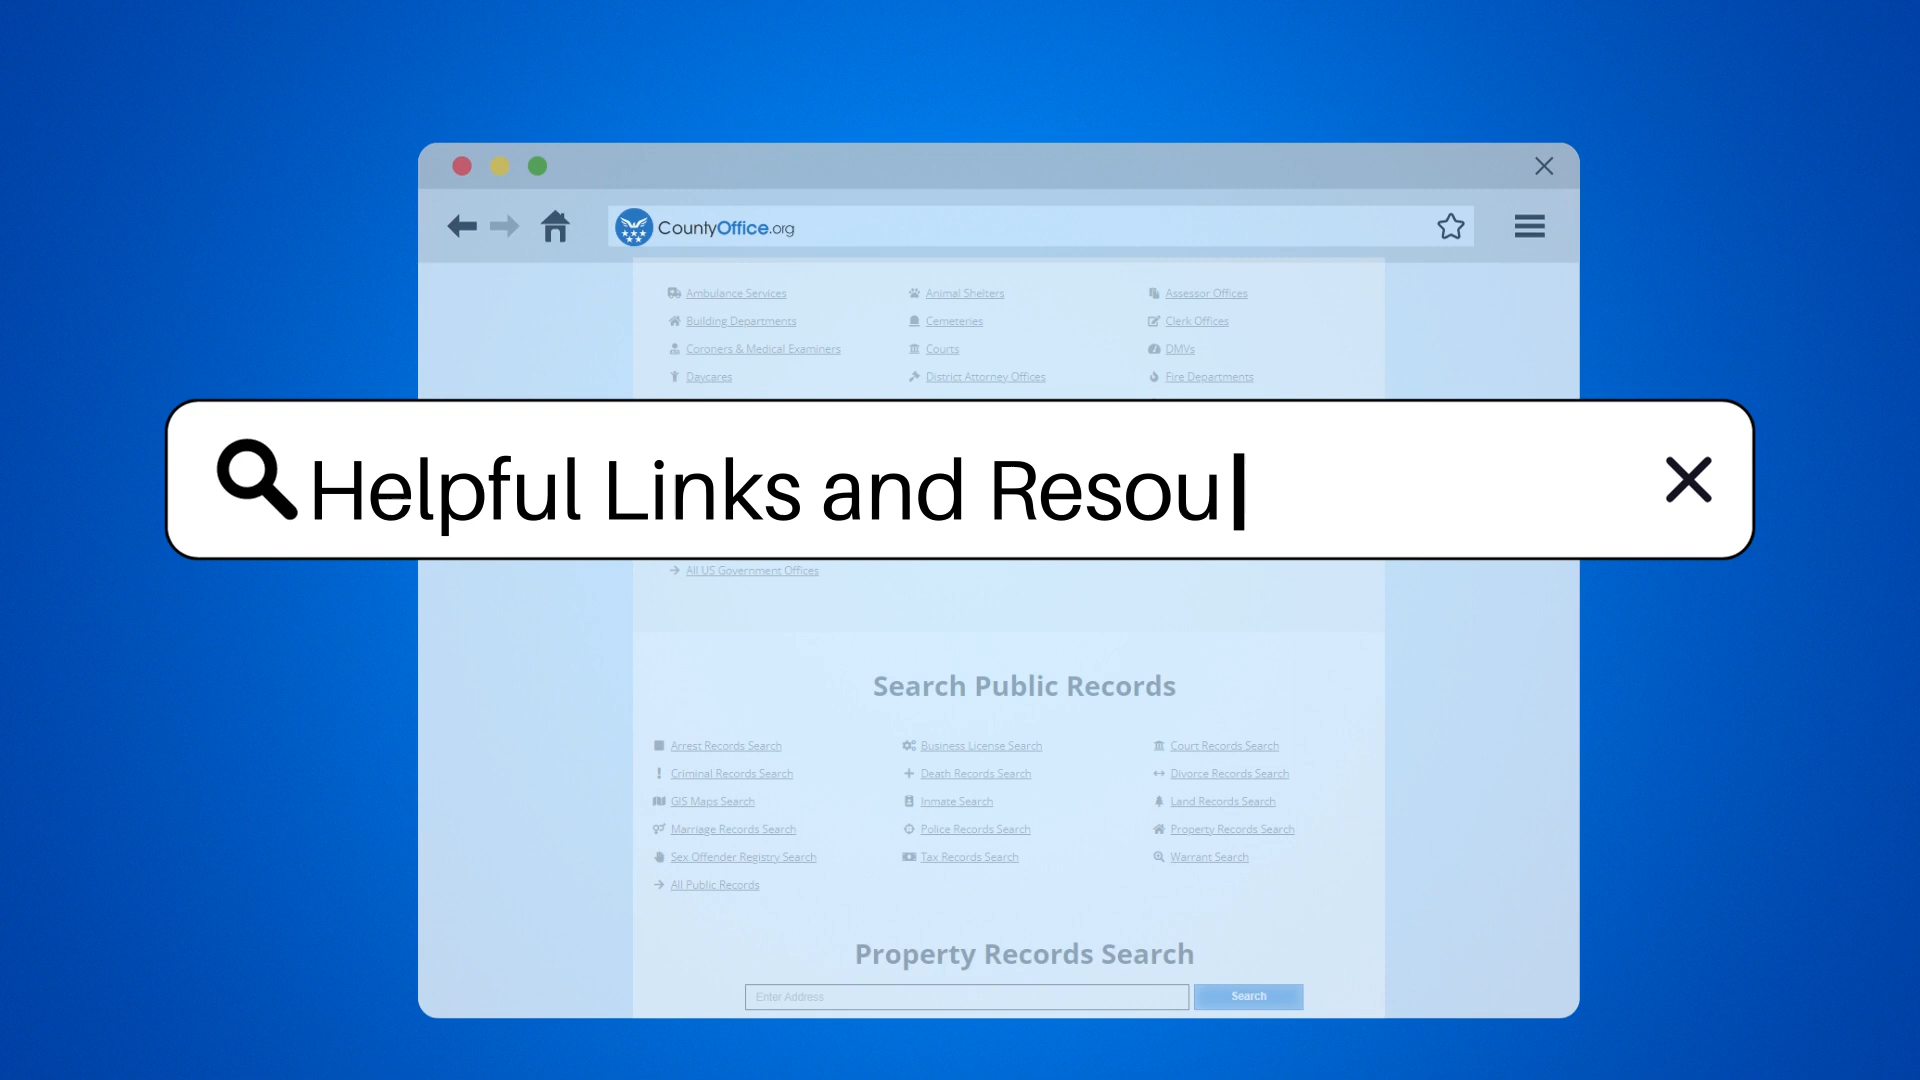 CountyOffice.org
Ambulance Services Animal Shelters Assessor Offices
Building Departments Cemeteries Clerk Offices
Coroners & Medical Examiners Courts DMVs
Daycares District Attorney Offices Fire Departments
Helpful Links and Resou
All US Government Offices
Search Public Records
Arrest Records Search Business License Search Court Records Search
Criminal Records Search Death Records Search Divorce Records Search
GIS Maps Search Inmate Search Land Records Search
Marriage Records Search Police Records Search Property Records Search
Sex Offender Registry Search Tax Records Search Warrant Search
All Public Records
Property Records Search
Enter Address Search